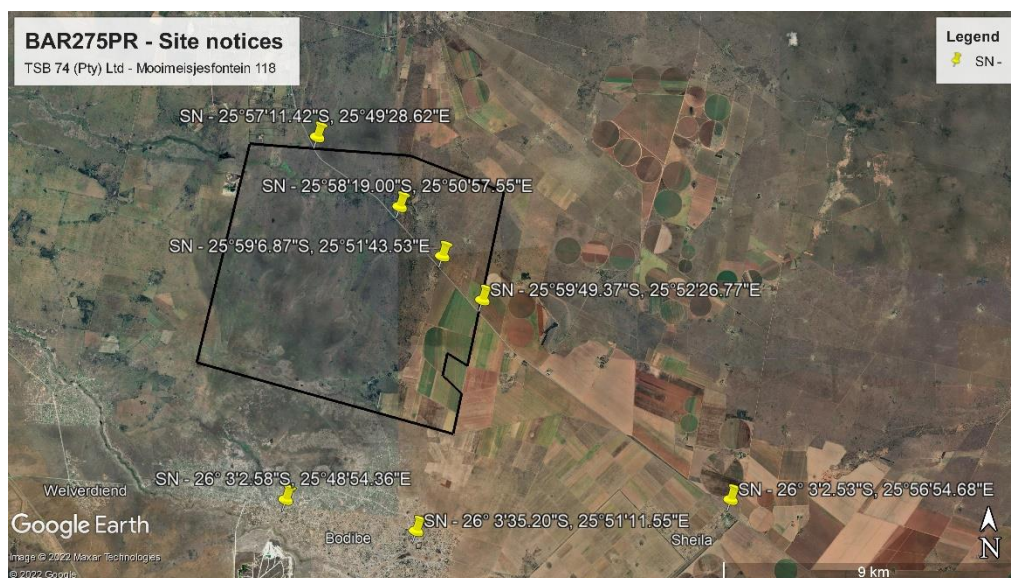 BAR275PR - Site notices
TSB 74 (Pty) Ltd - Mooimeisjesfontein 118
Legend
SN -
SN - 25°57'11.42"S, 25°49'28.62"E
SN - 25°58'19.00"S, 25°50'57.55"E
SN - 25°59'6.87"S, 25°51'43.53"E
SN - 25°59'49.37"S, 25°52'26.77"E
SN - 26° 3'2.58"S, 25°48'54.36"E
SN - 26° 3'2.53"S, 25°56'54.68"E
Welverdiend
SN - 26° 3'35.20"S, 25°51'11.55"E
Google Earth
Bodibe
Sheila
N
Image © 2022 Maxar Technologies
© 2022 Google
9 km